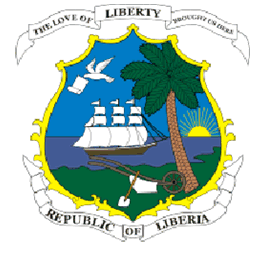 THE LOVE OF LIBERTY BROUGHT US HERE
REPUBLIC OF LIBERIA